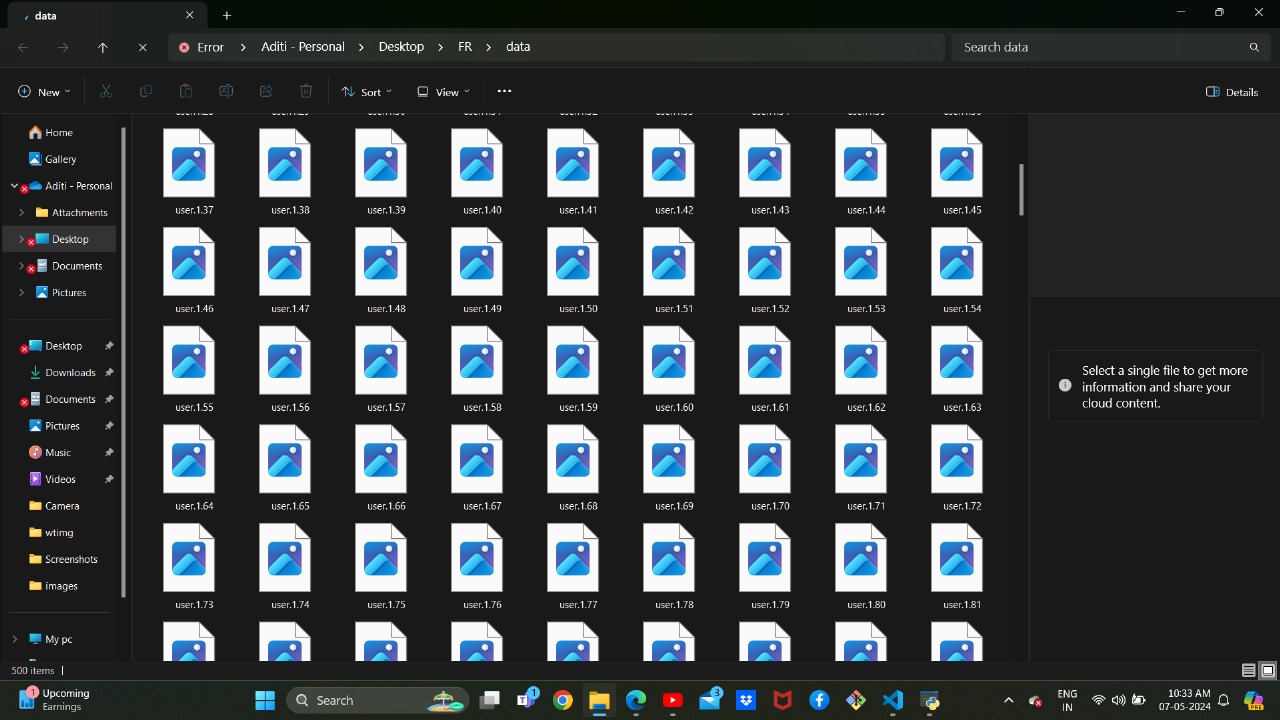 data
Error > Aditi - Personal > Desktop > FR > data
Search data
New
Sort
View
Details
Home
Gallery
Aditi - Personal
Attachments
Desktop
Documents
Pictures
Desktop
Downloads
Documents
Pictures
Music
Videos
Camera
wtimg
Screenshots
images
My pc
user.1.37 user.1.38 user.1.39 user.1.40 user.1.41 user.1.42 user.1.43 user.1.44 user.1.45
user.1.46 user.1.47 user.1.48 user.1.49 user.1.50 user.1.51 user.1.52 user.1.53 user.1.54
user.1.55 user.1.56 user.1.57 user.1.58 user.1.59 user.1.60 user.1.61 user.1.62 user.1.63
user.1.64 user.1.65 user.1.66 user.1.67 user.1.68 user.1.69 user.1.70 user.1.71 user.1.72
user.1.73 user.1.74 user.1.75 user.1.76 user.1.77 user.1.78 user.1.79 user.1.80 user.1.81
Select a single file to get more
information and share your
cloud content.
500 items
1
Upcoming
Earnings
Search
1
3
ENG
IN
10:33 AM
07-05-2024
PRE